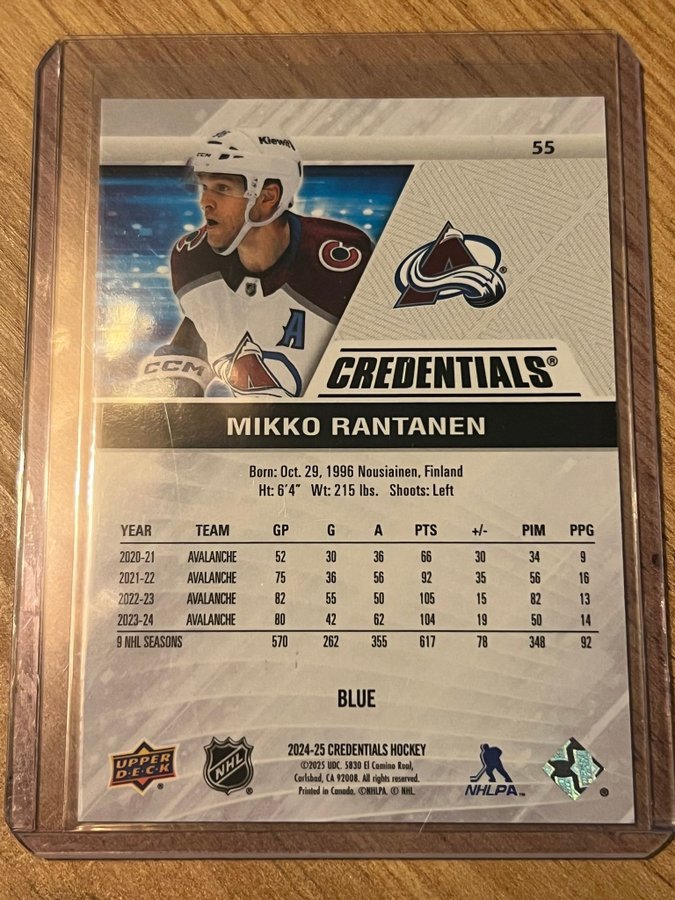 55
Kiewit
CCM
C
A
CCM
A
®
CREDENTIALS®
MIKKO RANTANEN
Born: Oct. 29, 1996 Nousiainen, Finland
Ht: 6'4" Wt: 215 lbs. Shoots: Left
YEAR TEAM GP G A PTS +/- PIM PPG
2020-21 AVALANCHE 52 30 36 66 30 34 9
2021-22 AVALANCHE 75 36 56 92 35 56 16
2022-23 AVALANCHE 82 55 50 105 15 82 13
2023-24 AVALANCHE 80 42 62 104 19 50 14
9 NHL SEASONS 570 262 355 617 78 348 92
BLUE
2024-25 CREDENTIALS HOCKEY
©2025 UDC. 5830 El Camino Real,
Carlsbad, CA 92008. All rights reserved.
Printed in Canada. ©NHLPA. © NHL.
UPPER
DECK
NHL
NHLPA™
®